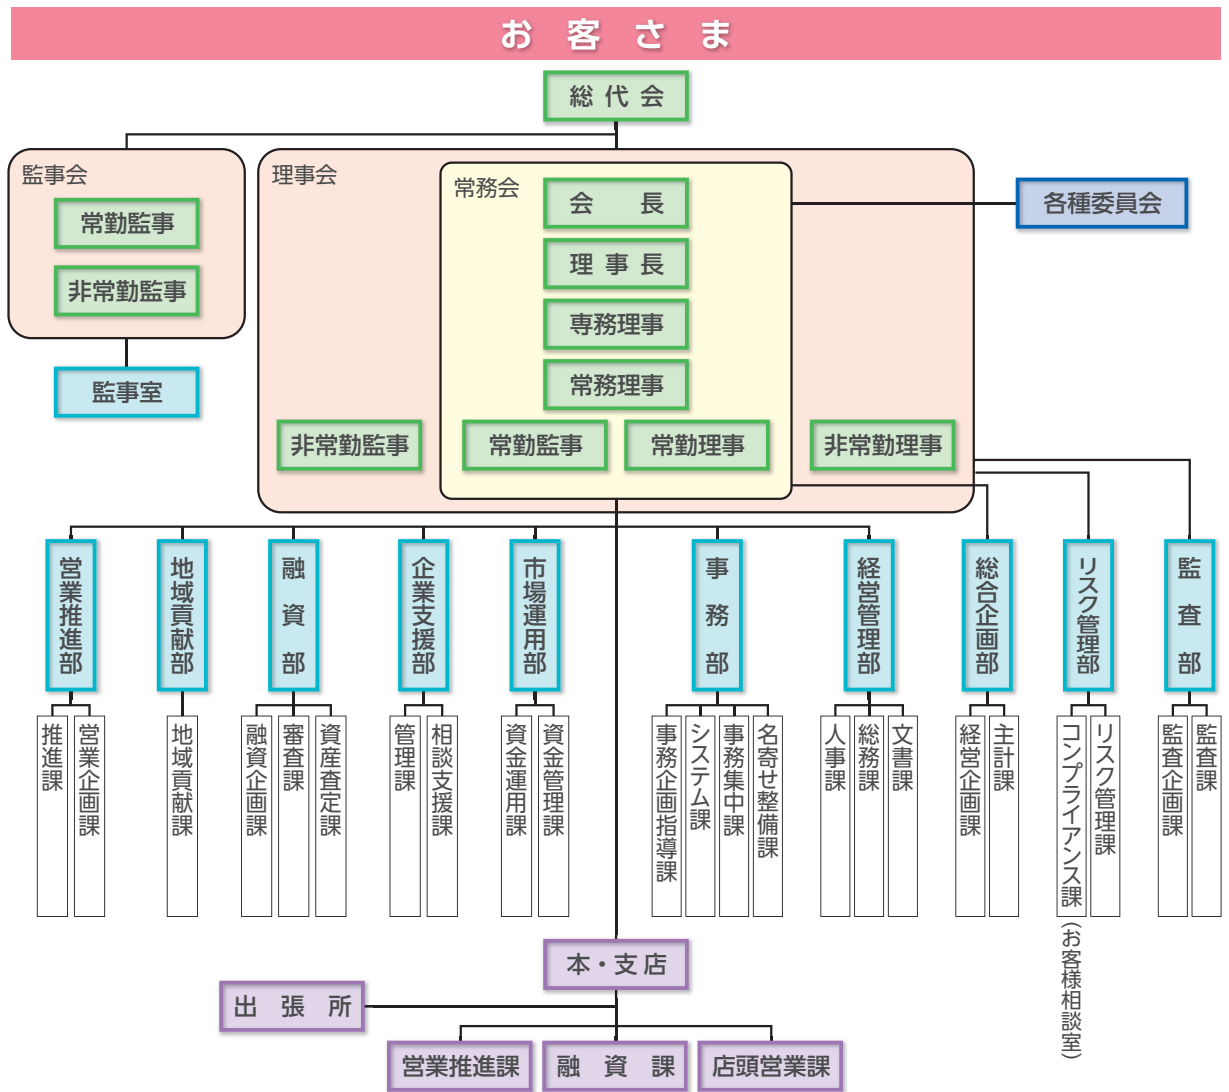 お客さま
総代会
監事会
常勤監事
非常勤監事
監事室
理事会
常務会
会長
理事長
専務理事
常務理事
非常勤監事
常勤監事
常勤理事
非常勤理事
各種委員会
営業推進部
地域貢献部
融資部
企業支援部
市場運用部
事務部
経営管理部
総合企画部
リスク管理部
監査部
推進課
営業企画課
地域貢献課
融資企画課
審査課
資産査定課
管理課
相談支援課
資金運用課
資金管理課
事務企画指導課
システム課
事務集中課
名寄せ整備課
人事課
総務課
文書課
経営企画課
主計課
コンプライアンス課（お客様相談室）
リスク管理課
監査企画課
監査課
本・支店
出張所
営業推進課
融資課
店頭営業課